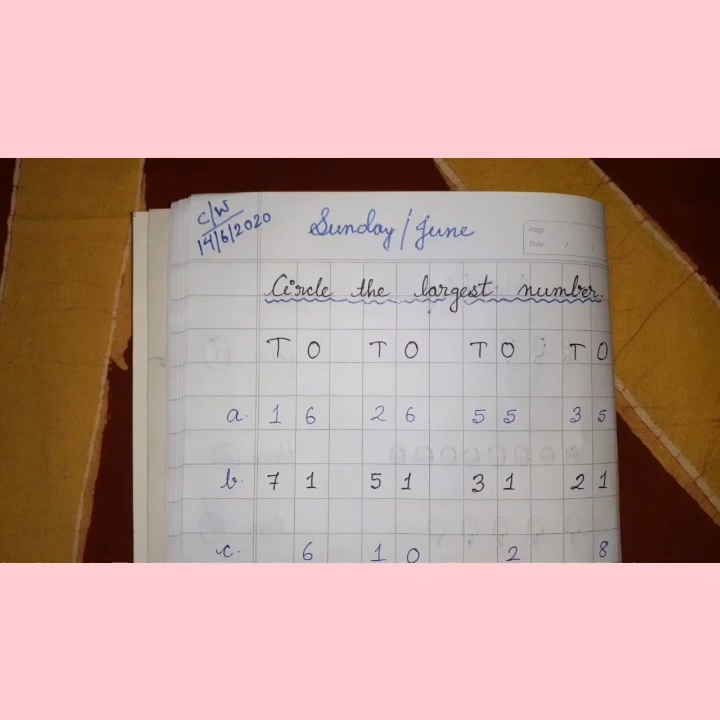 C/W
14/6/2020
Sunday/June
Page
Date / /
Circle the largest number.
T O T O T O T O
a. 1 6 2 6 5 5 3 5
b. 7 1 5 1 3 1 2 1
c. 6 1 0 2 8